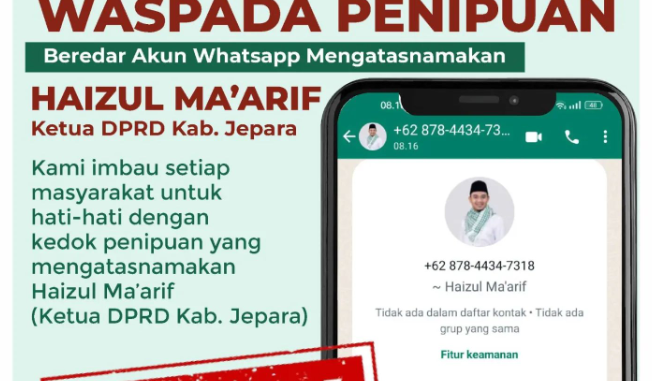 WASPADA PENIPUAN
Beredar Akun Whatsapp Mengatasnamakan
HAIZUL MA'ARIF
Ketua DPRD Kab. Jepara
Kami imbau setiap
masyarakat untuk
hati-hati dengan
kedok penipuan yang
mengatasnamakan
Haizul Ma'arif
(Ketua DPRD Kab. Jepara)
08.1
+62 878-4434-73...
08.16
+62 878-4434-7318
~ Haizul Ma'arif
Tidak ada dalam daftar kontak • Tidak ada
grup yang sama
Fitur keamanan